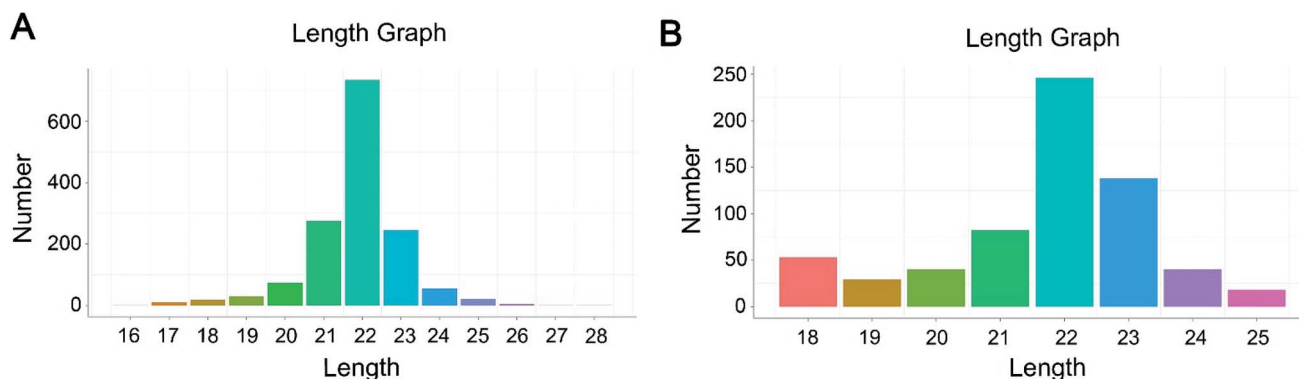 A
Length Graph
Number
600
400
200
0
16 17 18 19 20 21 22 23 24 25 26 27 28
Length
B
Length Graph
Number
250
200
150
100
50
0
18 19 20 21 22 23 24 25
Length